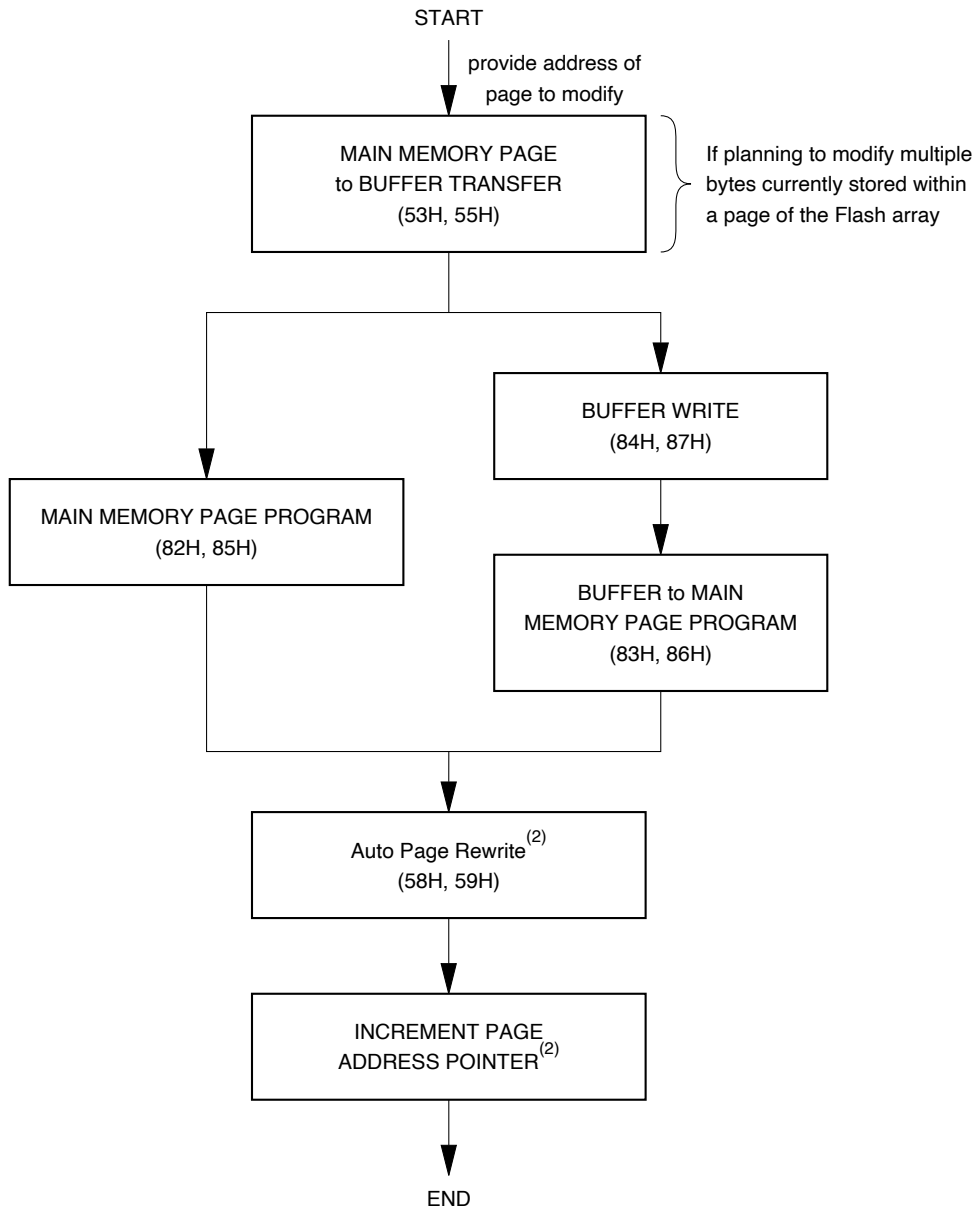 START
provide address of
page to modify
MAIN MEMORY PAGE
to BUFFER TRANSFER
(53H, 55H)
If planning to modify multiple
bytes currently stored within
a page of the Flash array
BUFFER WRITE
(84H, 87H)
MAIN MEMORY PAGE PROGRAM
(82H, 85H)
BUFFER to MAIN
MEMORY PAGE PROGRAM
(83H, 86H)
Auto Page Rewrite(2)
(58H, 59H)
INCREMENT PAGE
ADDRESS POINTER(2)
END